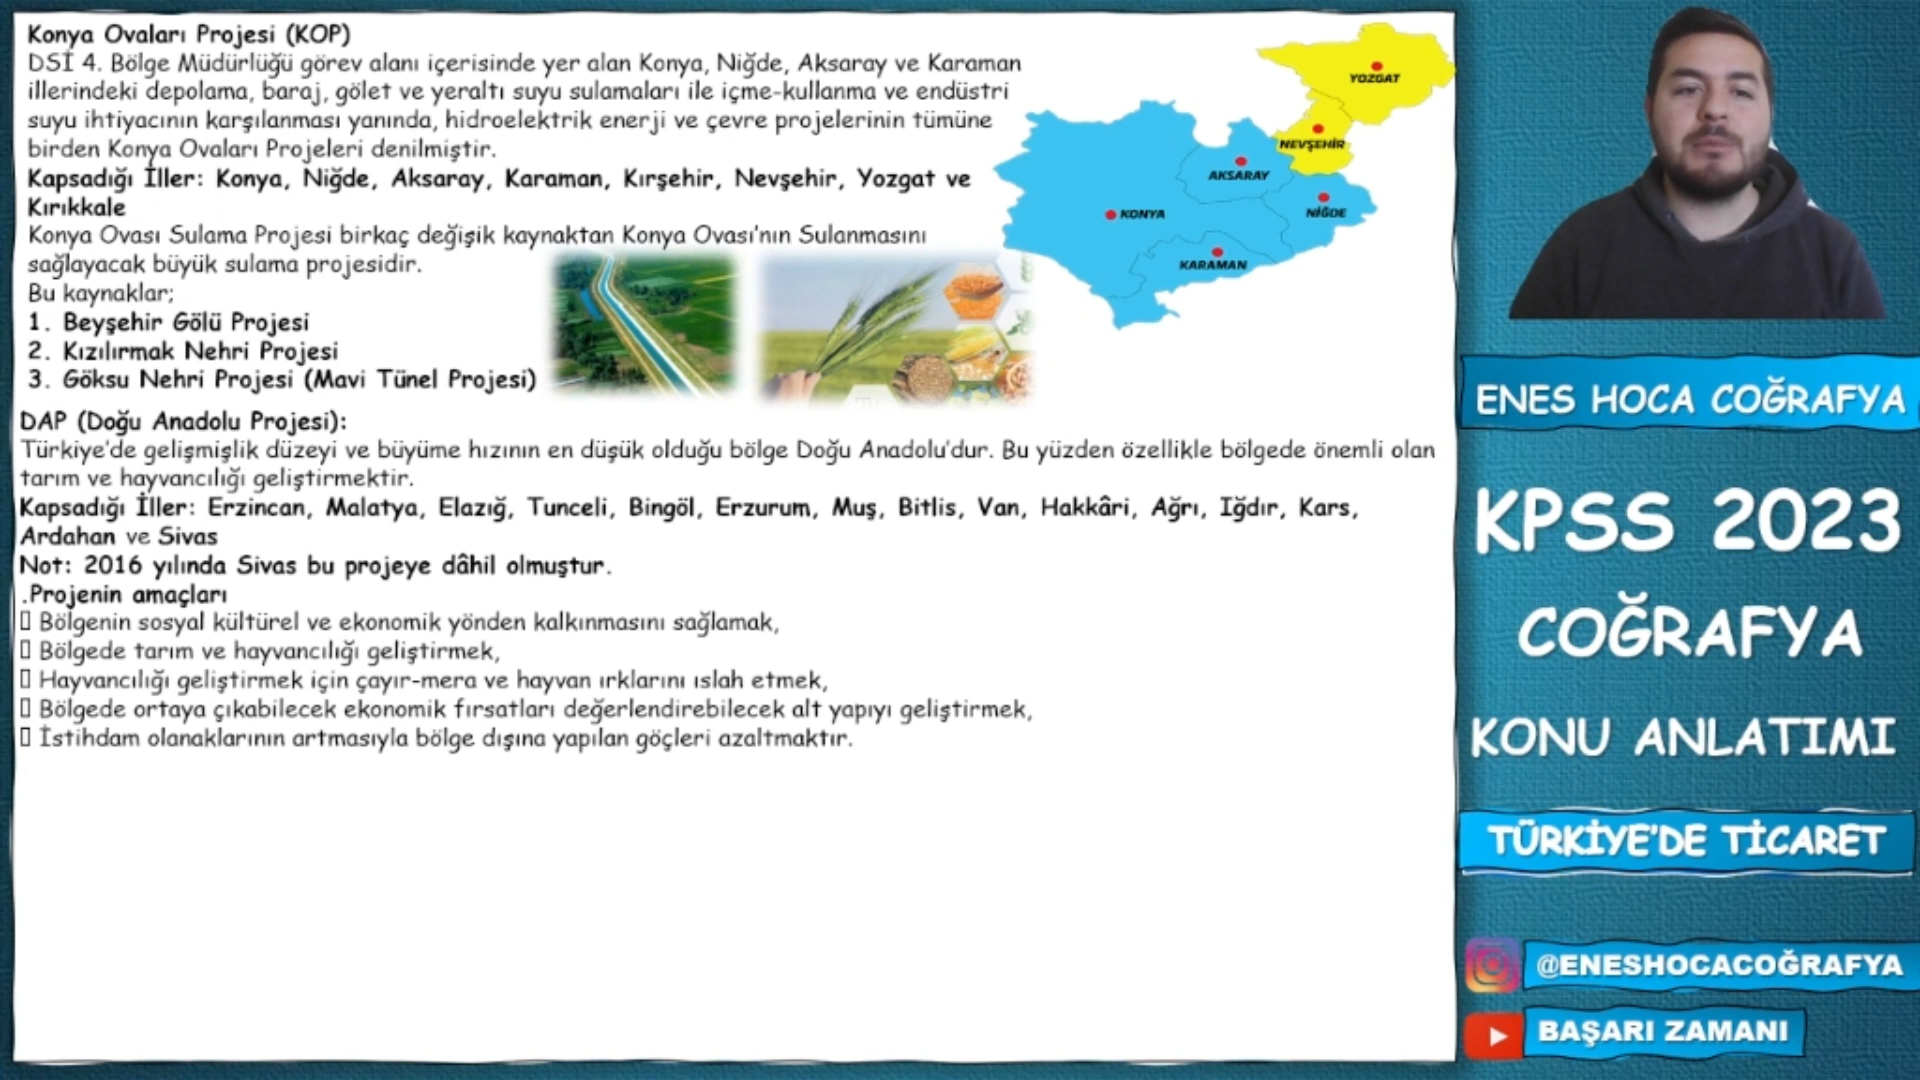 Konya Ovaları Projesi (KOP)
DSİ 4. Bölge Müdürlüğü görev alanı içerisinde yer alan Konya, Niğde, Aksaray ve Karaman
illerindeki depolama, baraj, gölet ve yeraltı suyu sulamaları ile içme-kullanma ve endüstri
suyu ihtiyacının karşılanması yanında, hidroelektrik enerji ve çevre projelerinin tümüne
birden Konya Ovaları Projeleri denilmiştir.
Kapsadığı İller: Konya, Niğde, Aksaray, Karaman, Kırşehir, Nevşehir, Yozgat ve
Kırıkkale
Konya Ovası Sulama Projesi birkaç değişik kaynaktan Konya Ovası'nın Sulanmasını
sağlayacak büyük sulama projesidir.
Bu kaynaklar;
1. Beyşehir Gölü Projesi
2. Kızılırmak Nehri Projesi
3. Göksu Nehri Projesi (Mavi Tünel Projesi)
YOZGAT
NEVŞEHİR
AKSARAY
KONYA
NİĞDE
KARAMAN
DAP (Doğu Anadolu Projesi):
Türkiye'de gelişmişlik düzeyi ve büyüme hızının en düşük olduğu bölge Doğu Anadolu'dur. Bu yüzden özellikle bölgede önemli olan
tarım ve hayvancılığı geliştirmektir.
Kapsadığı İller: Erzincan, Malatya, Elazığ, Tunceli, Bingöl, Erzurum, Muş, Bitlis, Van, Hakkâri, Ağrı, Iğdır, Kars,
Ardahan ve Sivas
Not: 2016 yılında Sivas bu projeye dâhil olmuştur.
.Projenin amaçları
Bölgenin sosyal kültürel ve ekonomik yönden kalkınmasını sağlamak,
Bölgede tarım ve hayvancılığı geliştirmek,
Hayvancılığı geliştirmek için çayır-mera ve hayvan ırklarını ıslah etmek,
Bölgede ortaya çıkabilecek ekonomik fırsatları değerlendirebilecek alt yapıyı geliştirmek,
İstihdam olanaklarının artmasıyla bölge dışına yapılan göçleri azaltmaktır.
ENES HOCA COĞRAFYA
KPSS 2023
COĞRAFYA
KONU ANLATIMI
TÜRKİYE'DE TİCARET
@ENESHOCACOĞRAFYA
BAŞARI ZAMANI